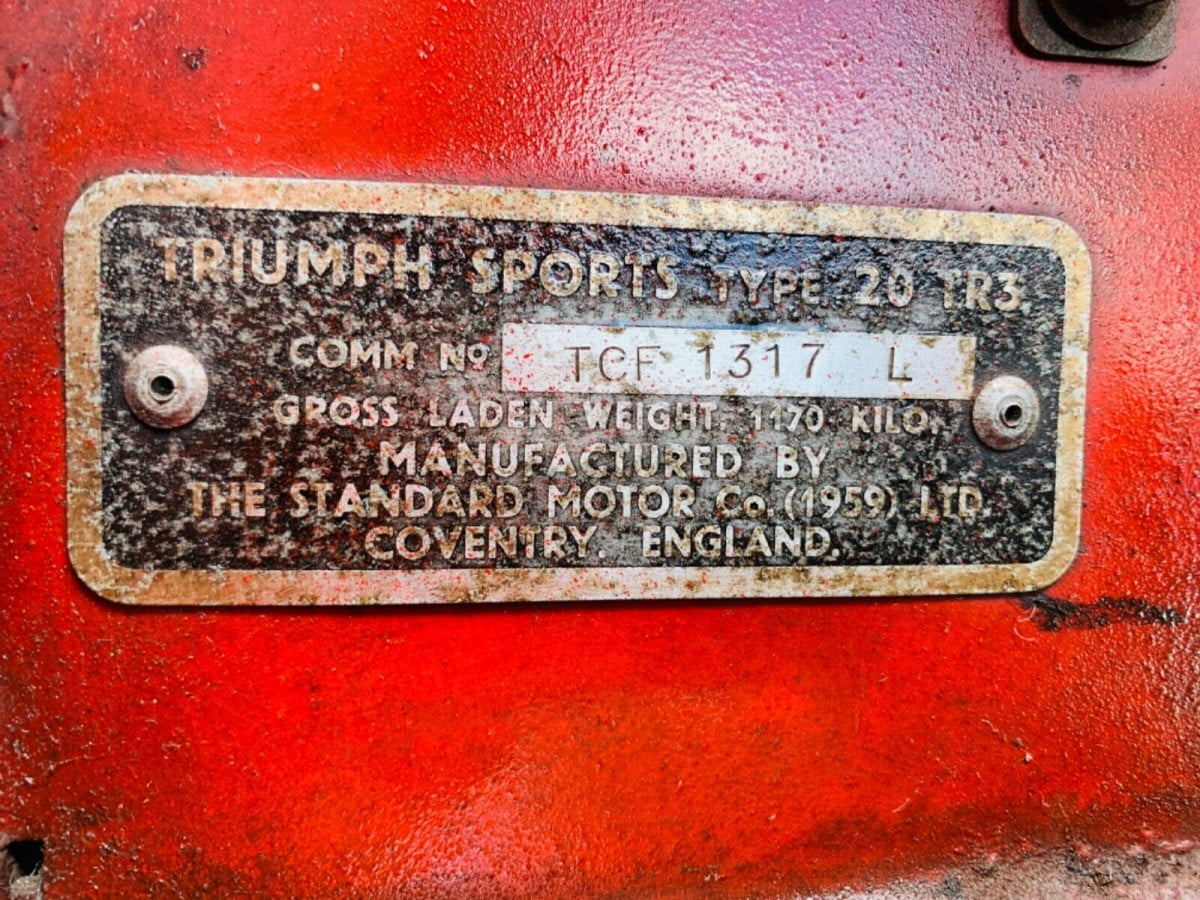 TRIUMPH SPORTS TYPE 20 TR3.
COMM No TCF 1317 L
GROSS LADEN WEIGHT. 1170 KILO.
MANUFACTURED BY
THE STANDARD MOTOR Co. (1959) LTD.
COVENTRY. ENGLAND.